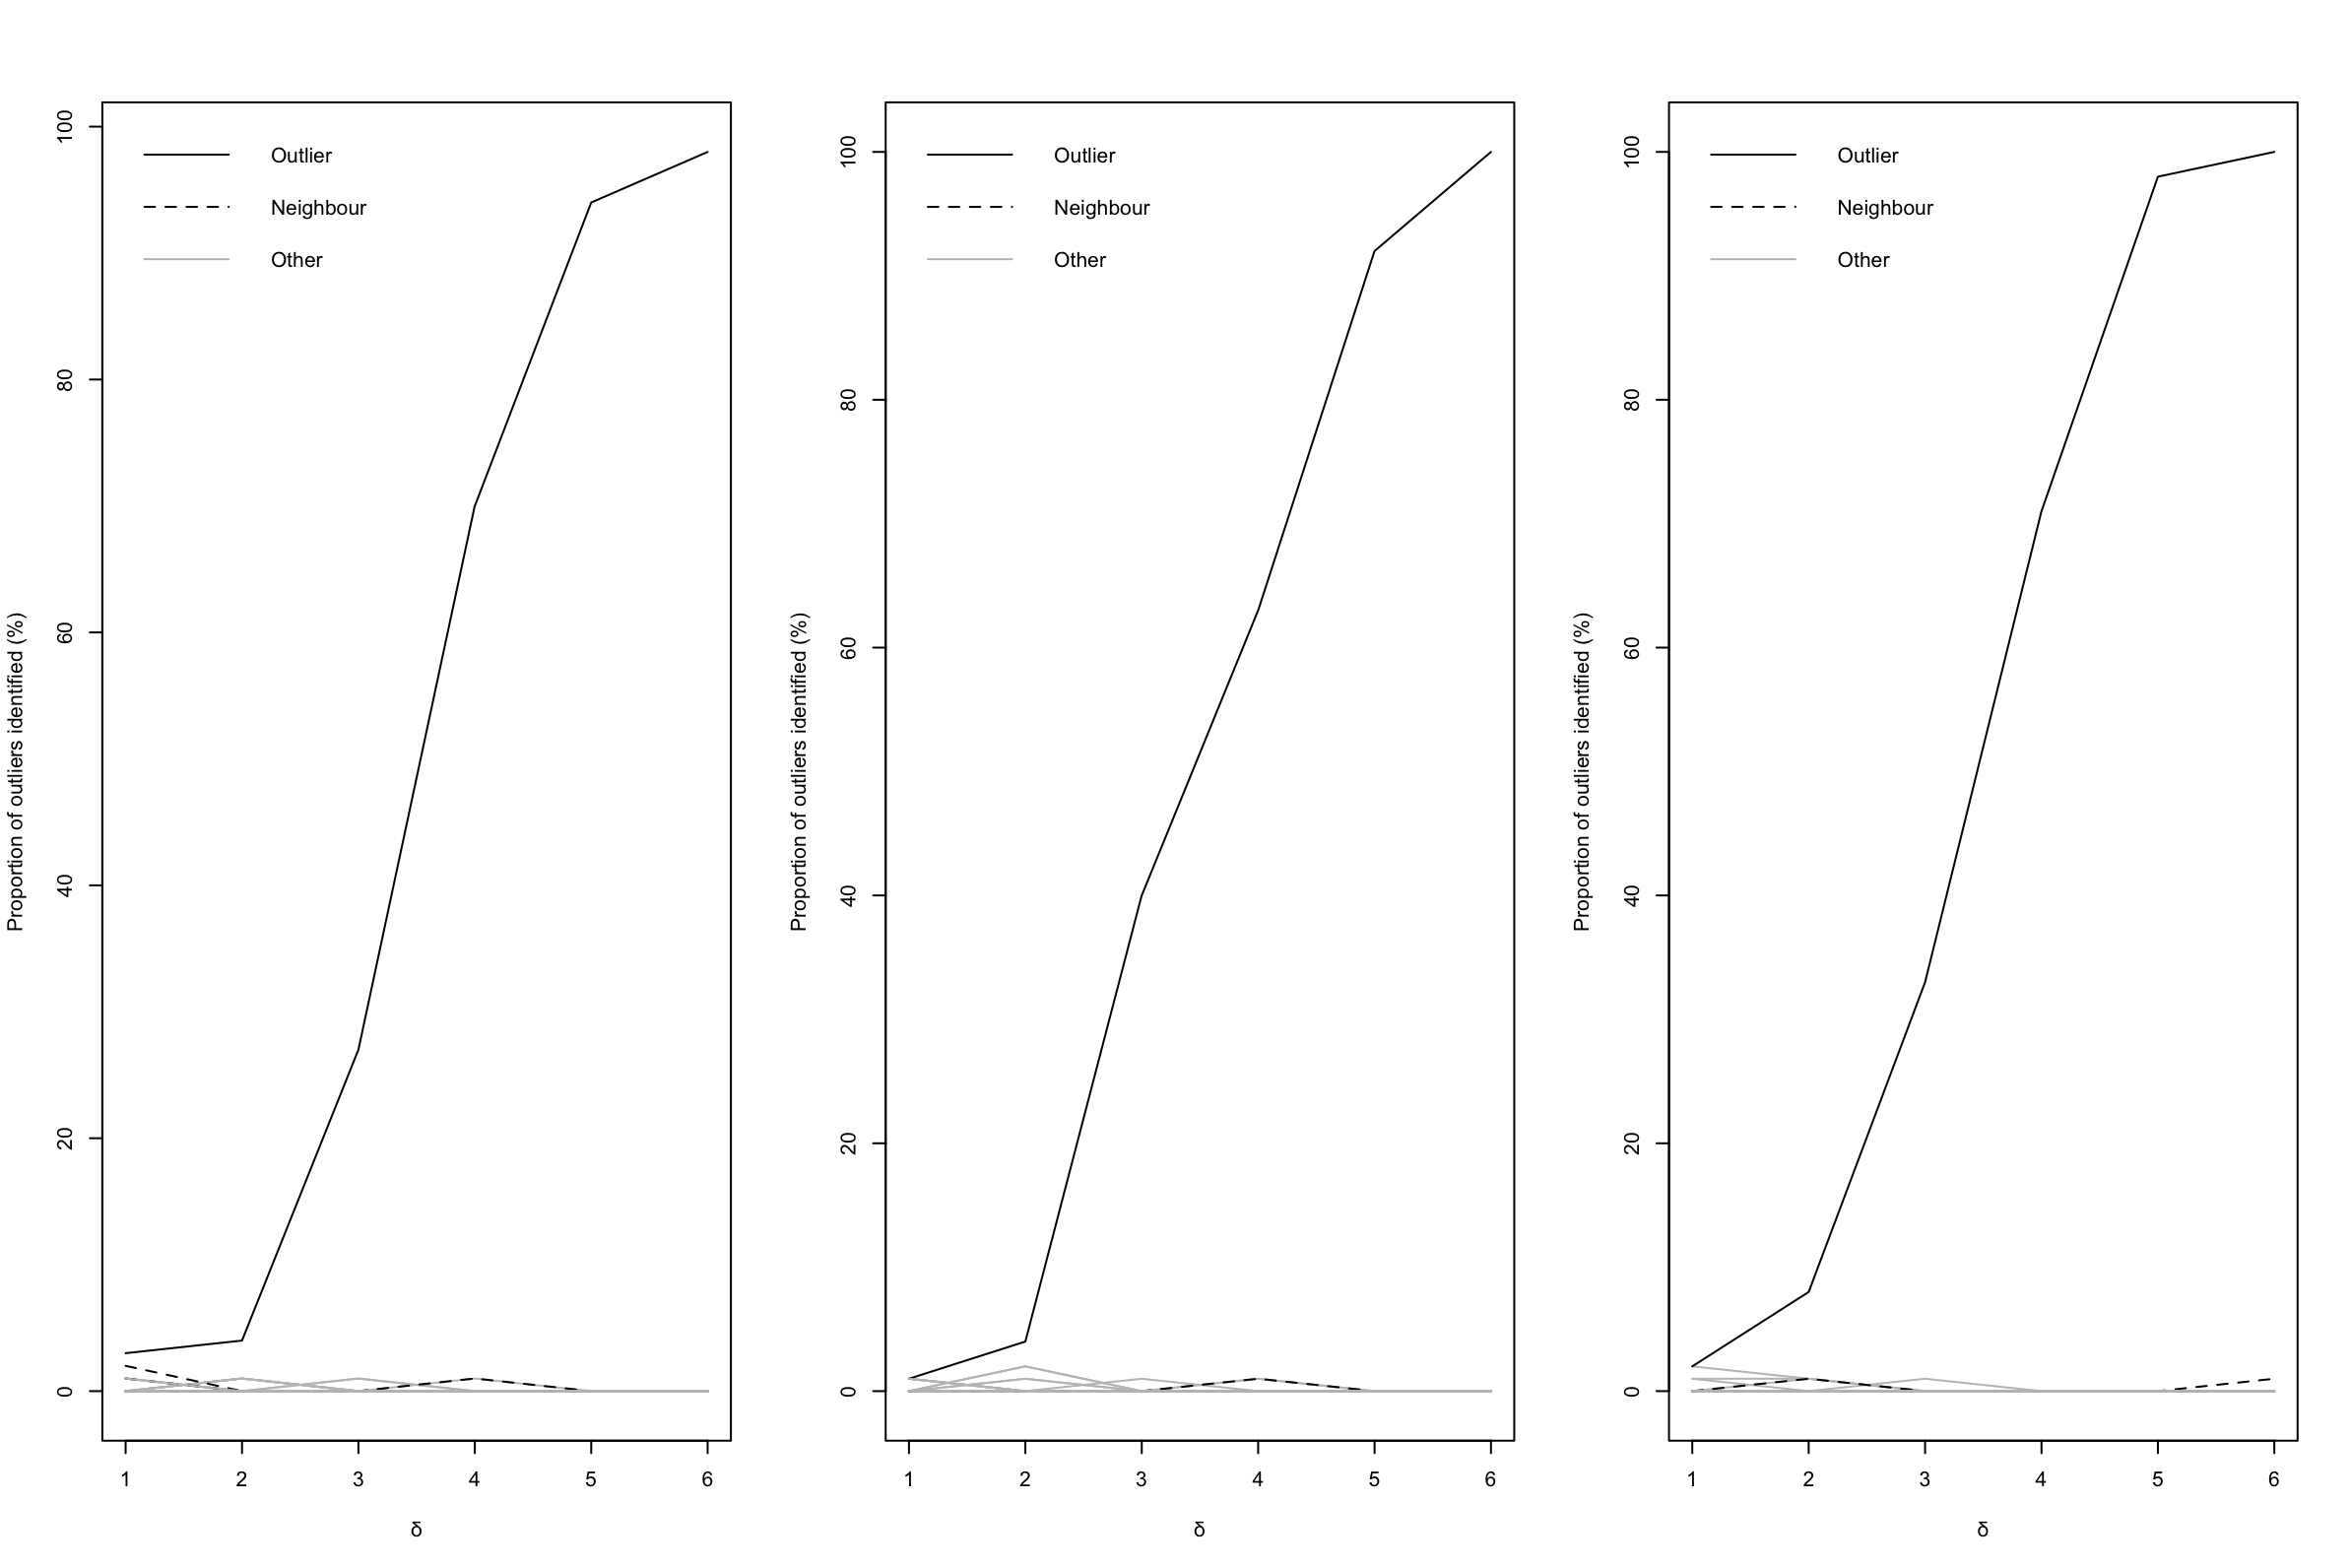 Outlier
Neighbour
Other
Proportion of outliers identified (%)
100
80
60
40
20
0
1 2 3 4 5 6
δ
Outlier
Neighbour
Other
Proportion of outliers identified (%)
100
80
60
40
20
0
1 2 3 4 5 6
δ
Outlier
Neighbour
Other
Proportion of outliers identified (%)
100
80
60
40
20
0
1 2 3 4 5 6
δ